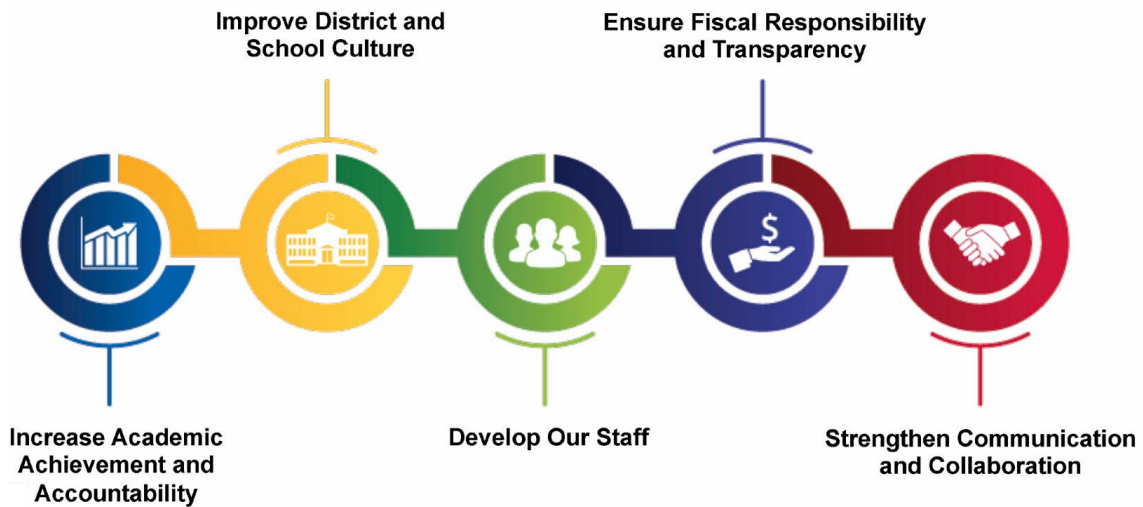 Improve District and
School Culture
Ensure Fiscal Responsibility
and Transparency
$
Increase Academic
Achievement and
Accountability
Develop Our Staff
Strengthen Communication
and Collaboration